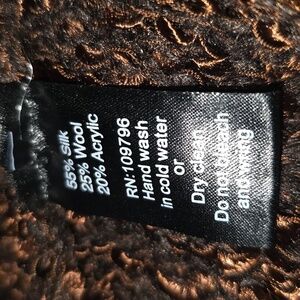 55% Silk
25% Wool
20% Acrylic
RN:109796
Hand wash
in cold water
or
Dry clean
Do not bleach
and wring